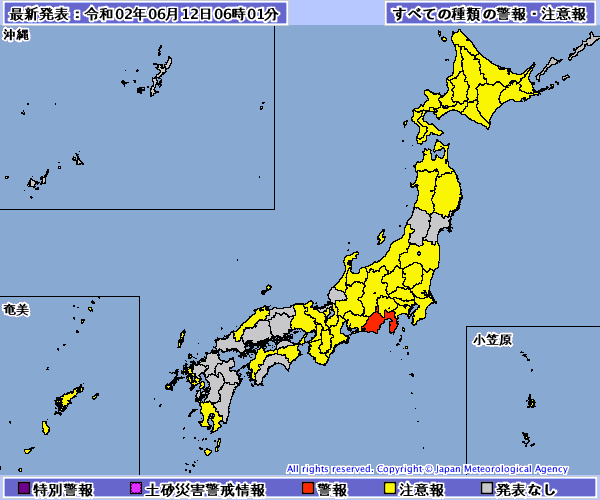 最新発表：令和02年06月12日06時01分
すべての種類の警報・注意報
沖縄
奄美
小笠原
All rights reserved. Copyright © Japan Meteorological Agency
特別警報 土砂災害警戒情報 警報 注意報 発表なし